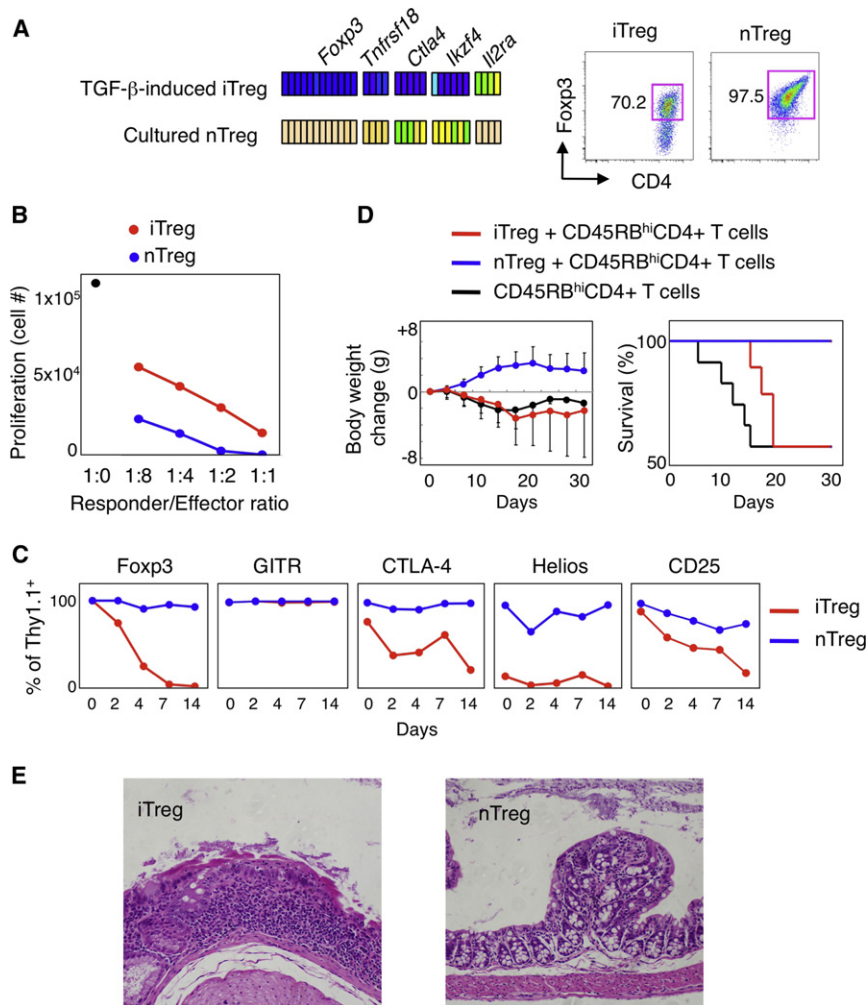 A
Foxp3 Tnfrsf18 Ctla4 Ikzf4 Il2ra
TGF-β-induced iTreg
Cultured nTreg
iTreg nTreg
Foxp3
70.2
97.5
CD4
B
iTreg
nTreg
Proliferation (cell #)
1x10⁵
5x10⁴
0
1:0 1:8 1:4 1:2 1:1
Responder/Effector ratio
D
iTreg + CD45RBʰⁱCD4+ T cells
nTreg + CD45RBʰⁱCD4+ T cells
CD45RBʰⁱCD4+ T cells
Body weight
change (g)
+8
0
-8
0 10 20 30
Days
Survival (%)
100
50
0 10 20 30
Days
C
Foxp3 GITR CTLA-4 Helios CD25
% of Thy1.1⁺
100
0
0 2 4 7 14 0 2 4 7 14 0 2 4 7 14 0 2 4 7 14 0 2 4 7 14
Days
iTreg
nTreg
E
iTreg
nTreg